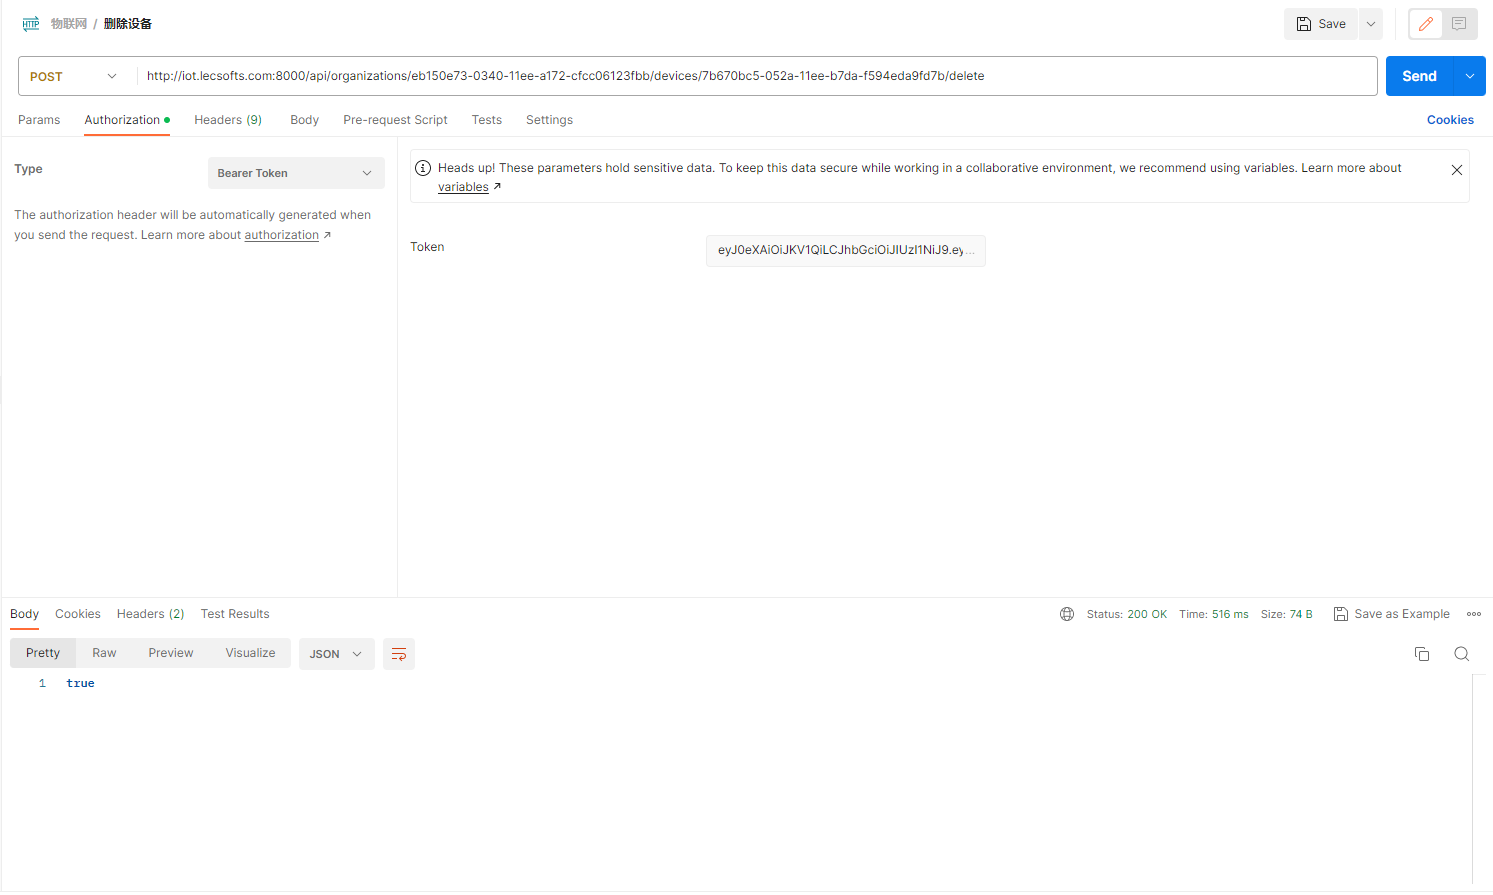 HTTP 物联网 / 删除设备 Save
POST http://iot.lecsofts.com:8000/api/organizations/eb150e73-0340-11ee-a172-cfcc06123fbb/devices/7b670bc5-052a-11ee-b7da-f594eda9fd7b/delete Send
Params Authorization Headers (9) Body Pre-request Script Tests Settings Cookies
Type Bearer Token
The authorization header will be automatically generated when
you send the request. Learn more about authorization ↗
Heads up! These parameters hold sensitive data. To keep this data secure while working in a collaborative environment, we recommend using variables. Learn more about
variables ↗
Token eyJ0eXAiOiJKV1QiLCJhbGciOiJIUzI1NiJ9.ey...
Body Cookies Headers (2) Test Results Status: 200 OK Time: 516 ms Size: 74 B Save as Example
Pretty Raw Preview Visualize JSON
1 true